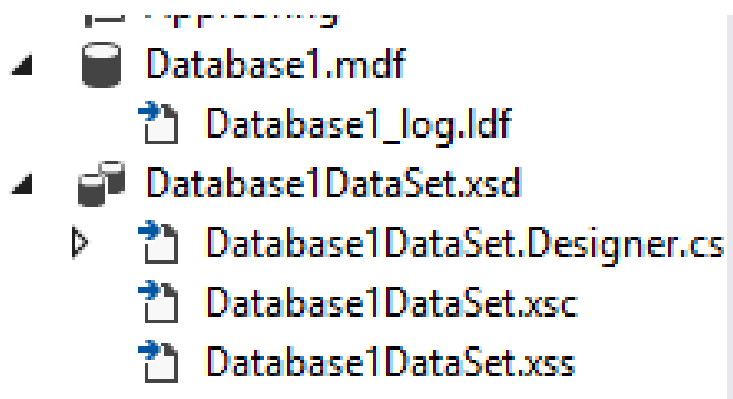 Database1.mdf
Database1_log.ldf
Database1DataSet.xsd
Database1DataSet.Designer.cs
Database1DataSet.xsc
Database1DataSet.xss